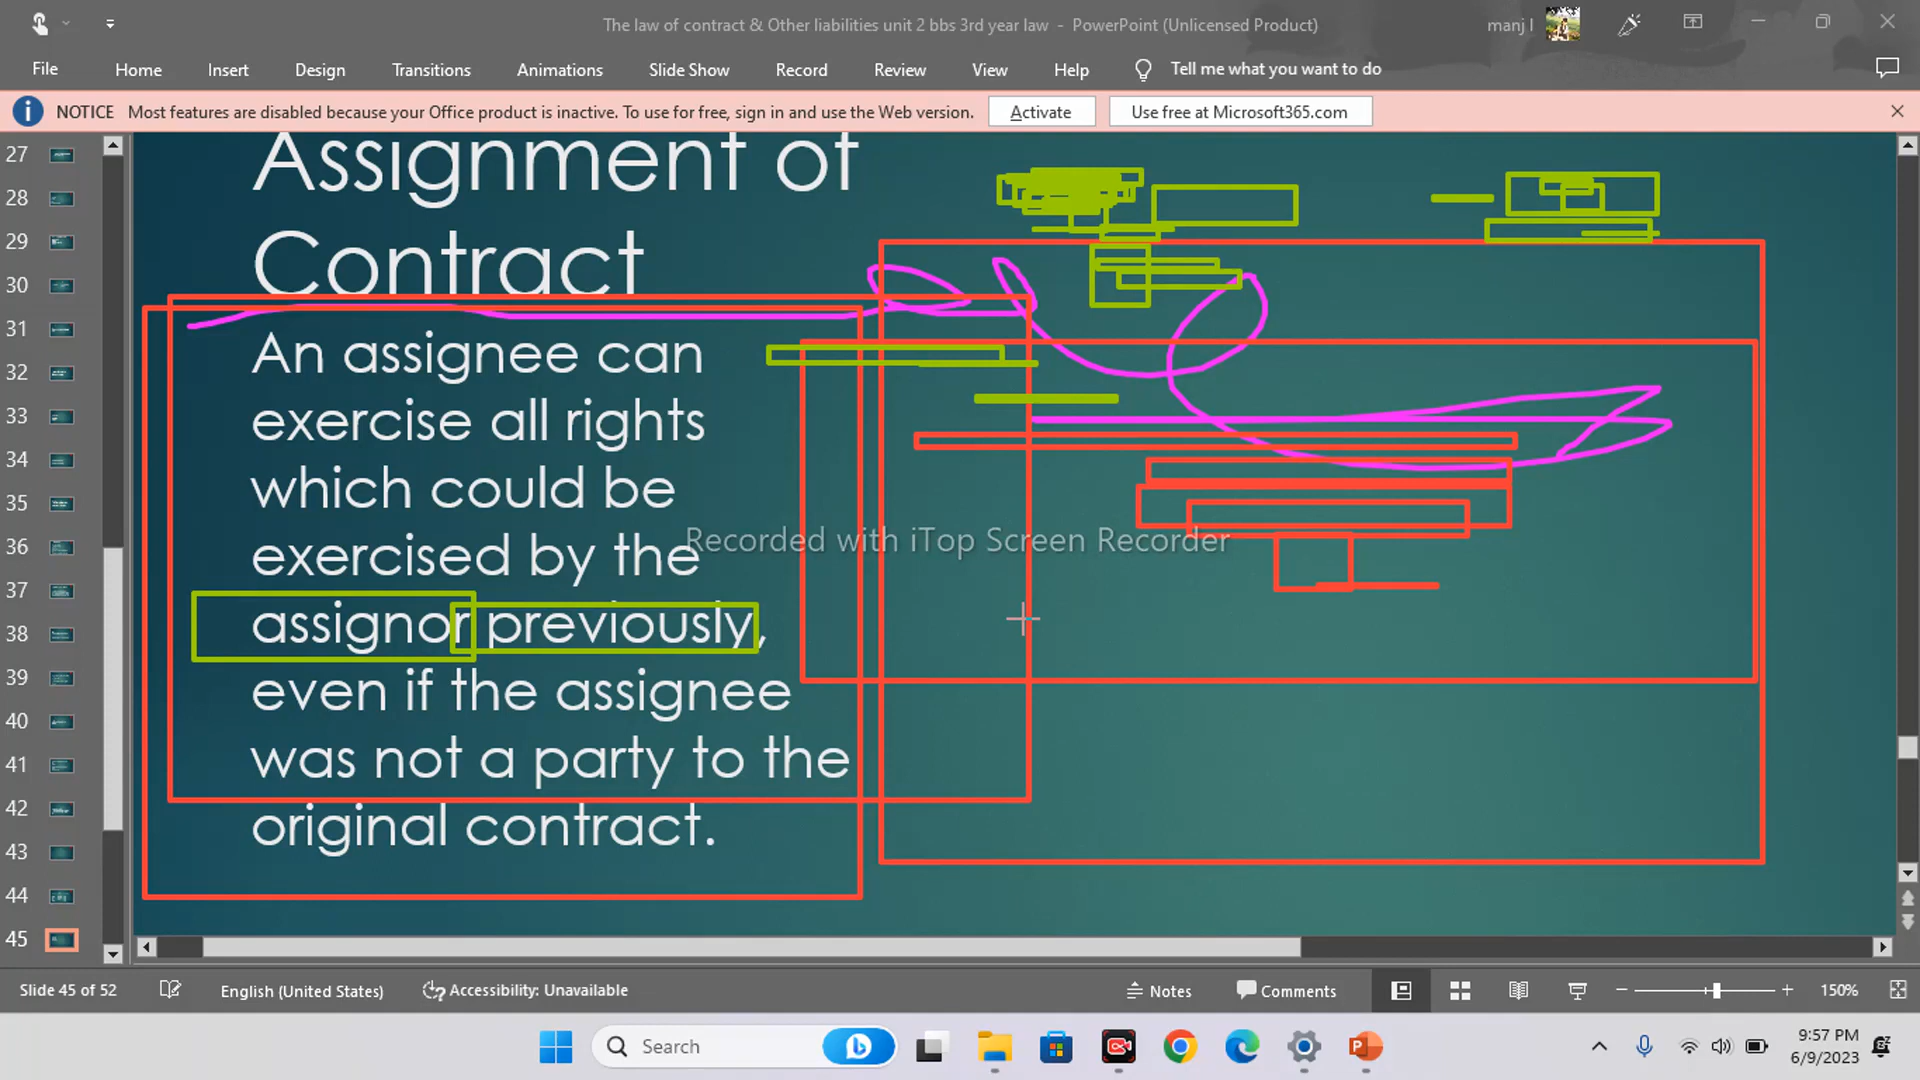 The law of contract & Other liabilities unit 2 bbs 3rd year law - PowerPoint (Unlicensed Product)
manj l
File Home Insert Design Transitions Animations Slide Show Record Review View Help Tell me what you want to do
NOTICE Most features are disabled because your Office product is inactive. To use for free, sign in and use the Web version. Activate Use free at Microsoft365.com
27
28
29
30
31
32
33
34
35
36
37
38
39
40
41
42
43
44
45
Assignment of
Contract
An assignee can
exercise all rights
which could be
exercised by the
assignor previously,
even if the assignee
was not a party to the
original contract.
Recorded with iTop Screen Recorder
Slide 45 of 52 English (United States) Accessibility: Unavailable Notes Comments 150%
Search
9:57 PM
6/9/2023